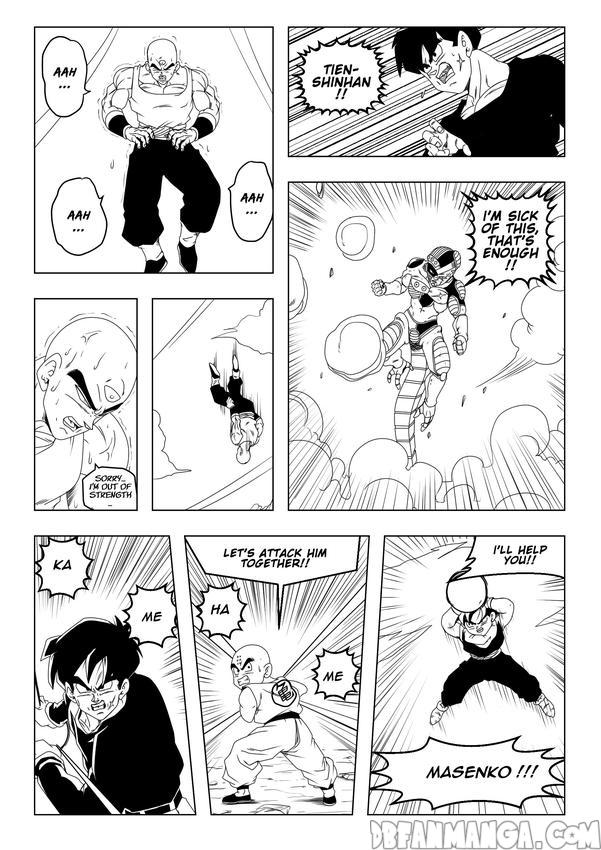 AAH
...
AAH
...
AAH
...
TIEN-
SHINHAN
!!
I'M SICK
OF THIS,
THAT'S
ENOUGH
!!
SORRY...
I'M OUT OF
STRENGTH
...
KA
ME
LET'S ATTACK HIM
TOGETHER!!
HA
ME
I'LL HELP
YOU!!
MASENKO !!!
DBFANMANGA.COM